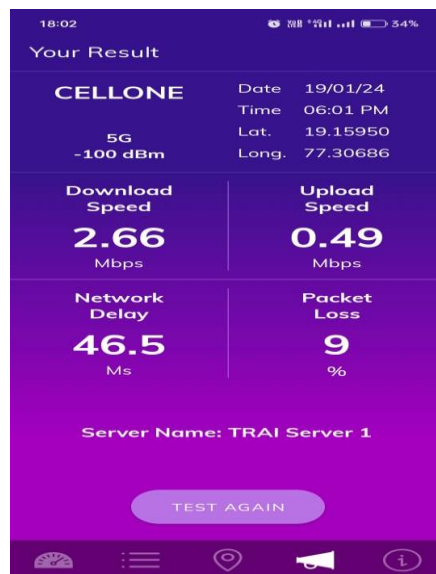 18:02
34%
Your Result
CELLONE
5G
-100 dBm
Date 19/01/24
Time 06:01 PM
Lat. 19.15950
Long. 77.30686
Download
Speed
2.66
Mbps
Upload
Speed
0.49
Mbps
Network
Delay
46.5
Ms
Packet
Loss
9
%
Server Name: TRAI Server 1
TEST AGAIN